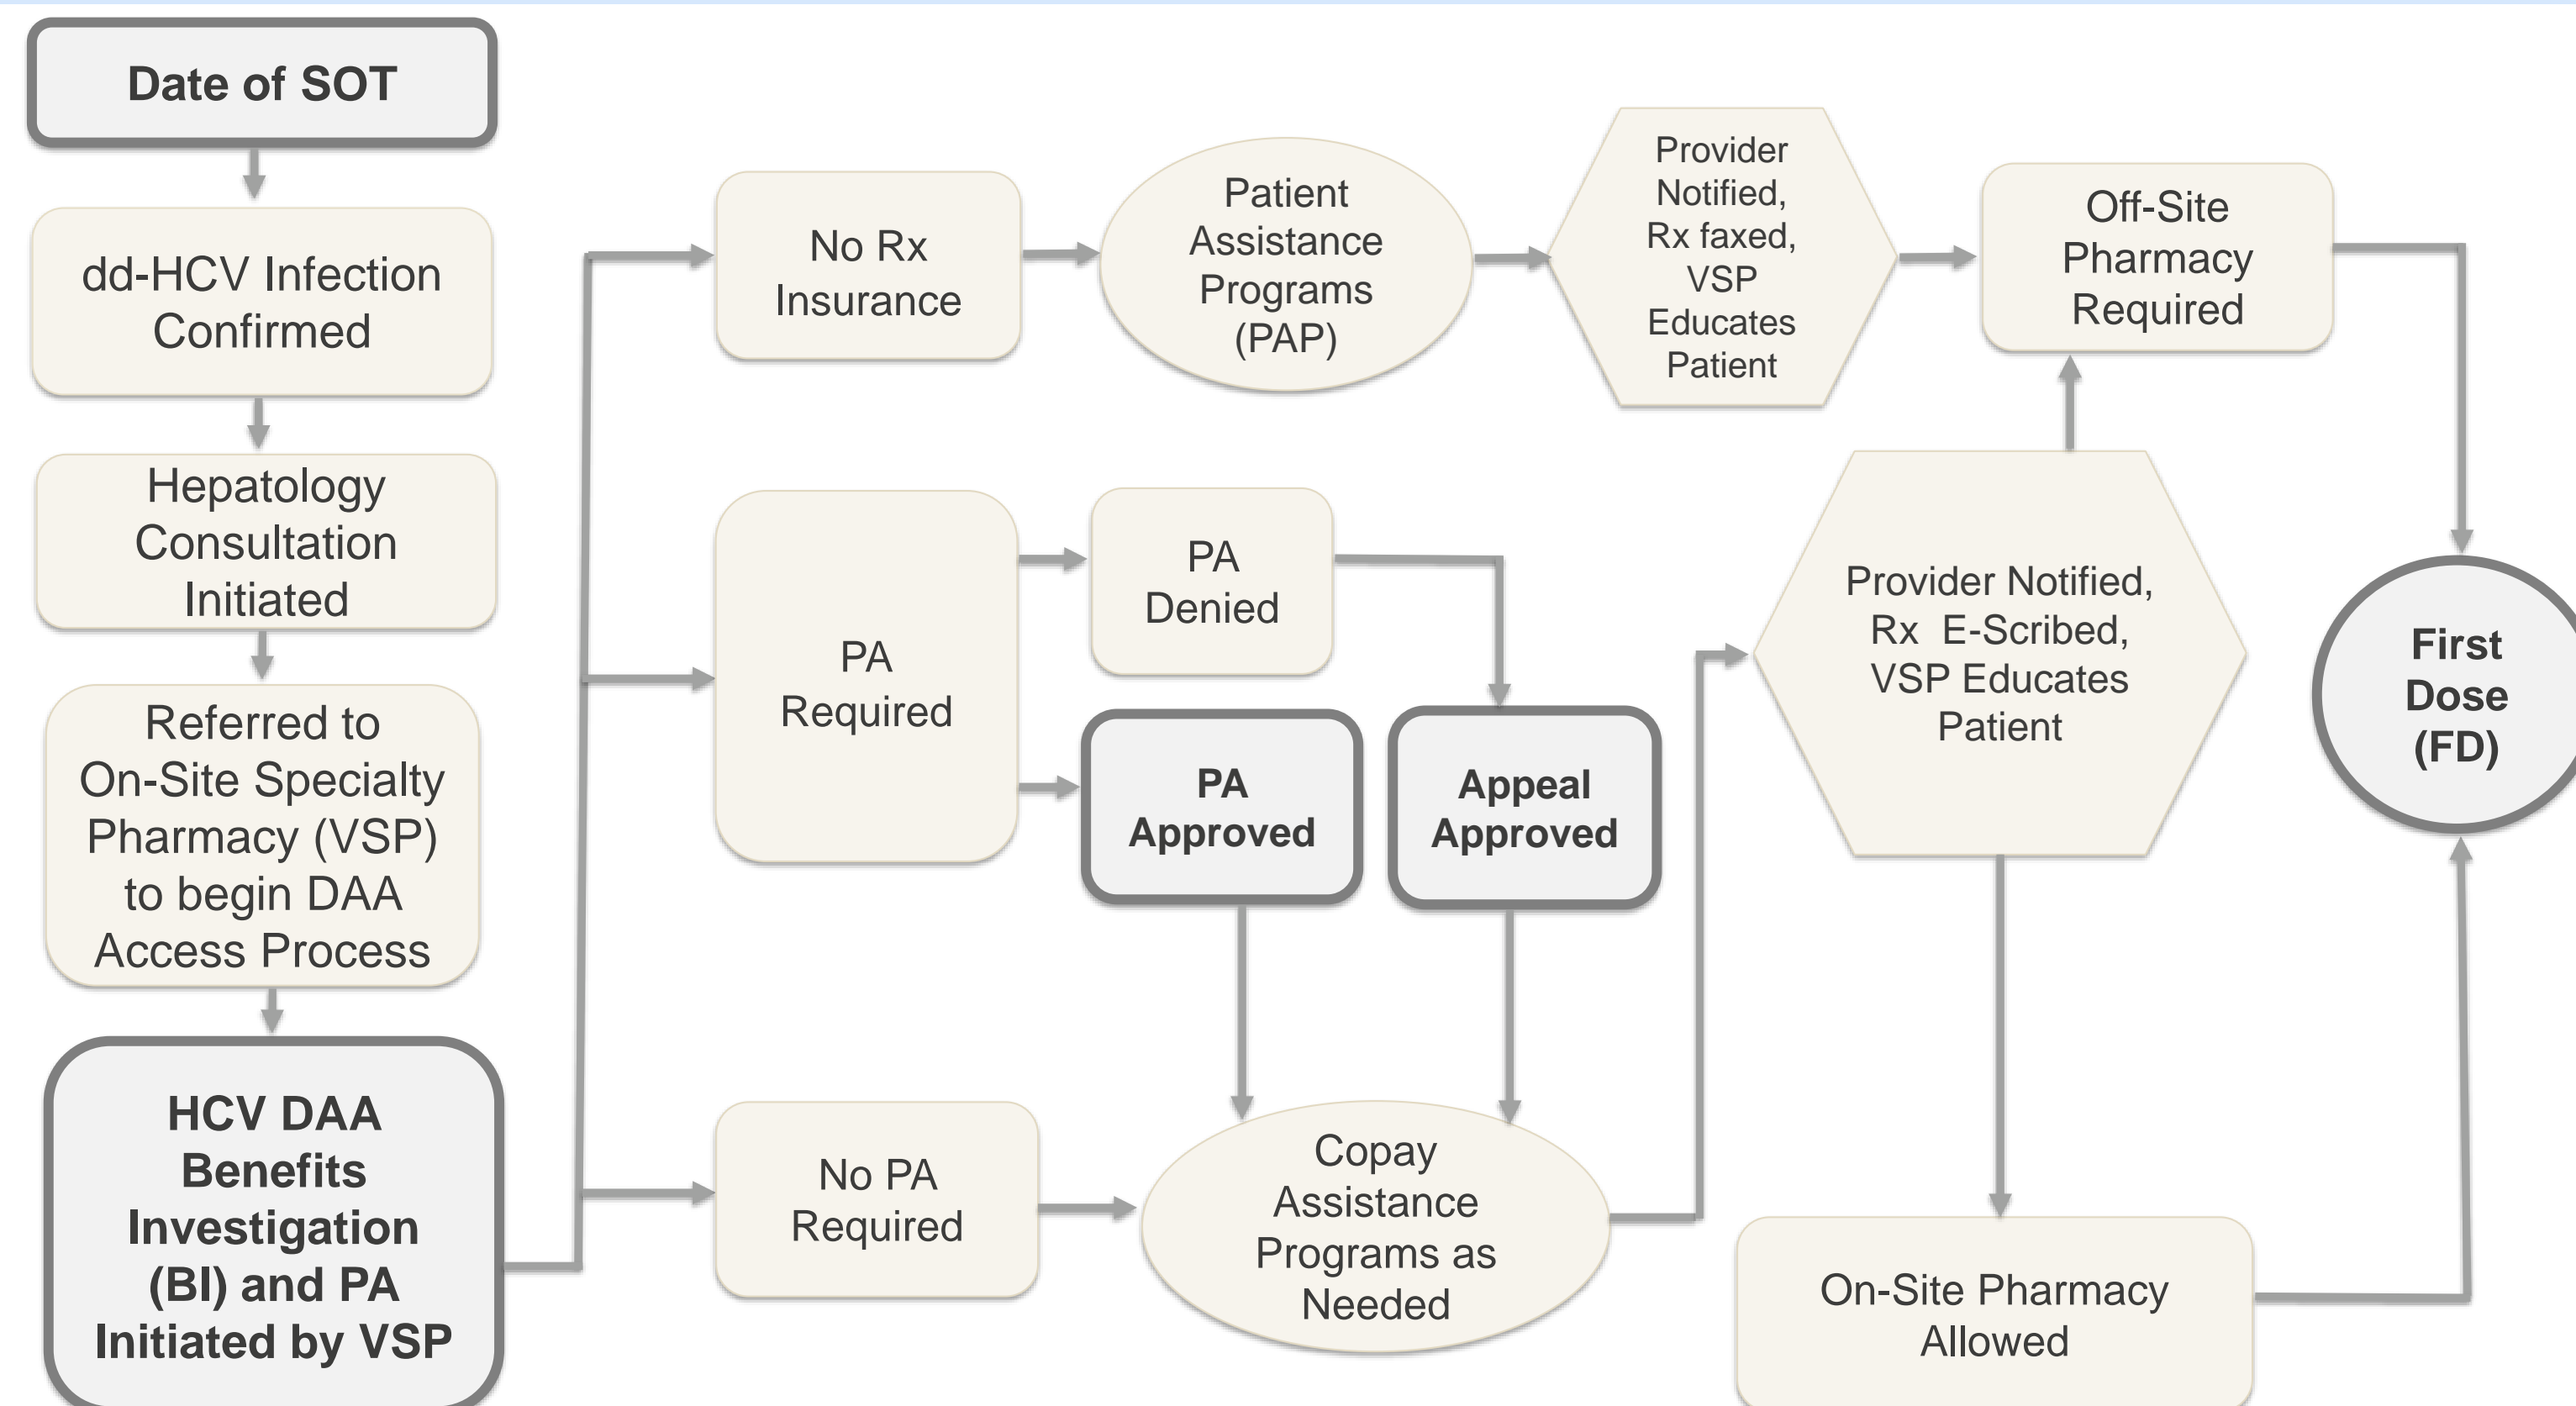 Date of SOT
dd-HCV Infection
Confirmed
Hepatology
Consultation
Initiated
Referred to
On-Site Specialty
Pharmacy (VSP)
to begin DAA
Access Process
HCV DAA
Benefits
Investigation
(BI) and PA
Initiated by VSP
No Rx
Insurance
Patient
Assistance
Programs
(PAP)
Provider
Notified,
Rx faxed,
VSP
Educates
Patient
Off-Site
Pharmacy
Required
PA
Required
PA
Denied
PA
Approved
Appeal
Approved
No PA
Required
Copay
Assistance
Programs as
Needed
Provider Notified,
Rx E-Scribed,
VSP Educates
Patient
On-Site Pharmacy
Allowed
First
Dose
(FD)